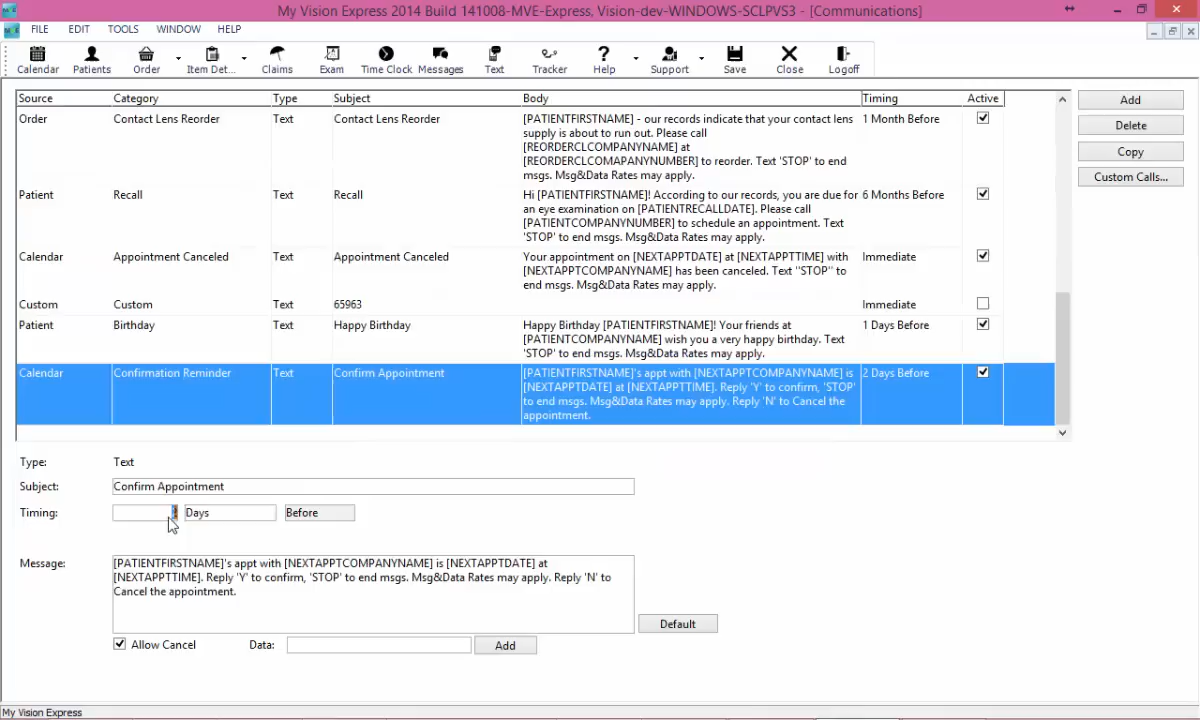 My Vision Express 2014 Build 141008-MVE-Express, Vision-dev-WINDOWS-SCLPVS3 - [Communications]
FILE EDIT TOOLS WINDOW HELP
Calendar Patients Order Item Det... Claims Exam Time Clock Messages Text Tracker Help Support Save Close Logoff
Source Category Type Subject Body Timing Active
Order Contact Lens Reorder Text Contact Lens Reorder [PATIENTFIRSTNAME] - our records indicate that your contact lens 1 Month Before
supply is about to run out. Please call
[REORDERCLCOMPANYNAME] at
[REORDERCLCOMAPANYNUMBER] to reorder. Text 'STOP' to end
msgs. Msg&Data Rates may apply.
Patient Recall Text Recall Hi [PATIENTFIRSTNAME]! According to our records, you are due for 6 Months Before
an eye examination on [PATIENTRECALLDATE]. Please call
[PATIENTCOMPANYNUMBER] to schedule an appointment. Text
'STOP' to end msgs. Msg&Data Rates may apply.
Calendar Appointment Canceled Text Appointment Canceled Your appointment on [NEXTAPPTDATE] at [NEXTAPPTTIME] with Immediate
[NEXTAPPTCOMPANYNAME] has been canceled. Text ''STOP'' to
end msgs. Msg&Data Rates may apply.
Custom Custom Text 65963 Immediate
Patient Birthday Text Happy Birthday Happy Birthday [PATIENTFIRSTNAME]! Your friends at 1 Days Before
[PATIENTCOMPANYNAME] wish you a very happy birthday. Text
'STOP' to end msgs. Msg&Data Rates may apply.
Calendar Confirmation Reminder Text Confirm Appointment [PATIENTFIRSTNAME]'s appt with [NEXTAPPTCOMPANYNAME] is 2 Days Before
[NEXTAPPTDATE] at [NEXTAPPTTIME]. Reply 'Y' to confirm, 'STOP'
to end msgs. Msg&Data Rates may apply. Reply 'N' to Cancel the
appointment.
Add
Delete
Copy
Custom Calls...
Type: Text
Subject: Confirm Appointment
Timing: Days Before
Message: [PATIENTFIRSTNAME]'s appt with [NEXTAPPTCOMPANYNAME] is [NEXTAPPTDATE] at
[NEXTAPPTTIME]. Reply 'Y' to confirm, 'STOP' to end msgs. Msg&Data Rates may apply. Reply 'N' to
Cancel the appointment.
Default
Allow Cancel Data: Add
My Vision Express